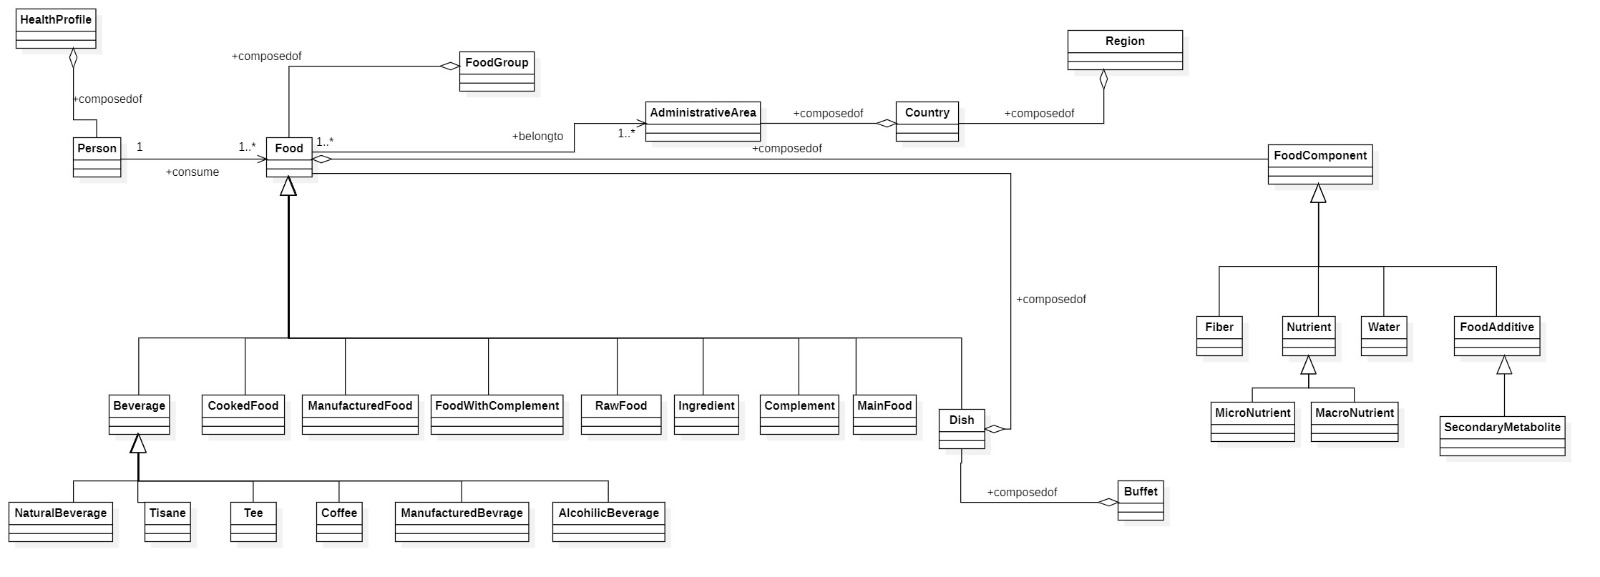 HealthProfile
Region
+composedof
FoodGroup
+composedof
AdministrativeArea
+composedof
Country
+composedof
Person
1
1..*
+consume
Food
1..*
+belongto
1..*
+composedof
FoodComponent
+composedof
Fiber
Nutrient
Water
FoodAdditive
Beverage
CookedFood
ManufacturedFood
FoodWithComplement
RawFood
Ingredient
Complement
MainFood
Dish
MicroNutrient
MacroNutrient
SecondaryMetabolite
+composedof
Buffet
NaturalBeverage
Tisane
Tee
Coffee
ManufacturedBevrage
AlcohilicBeverage